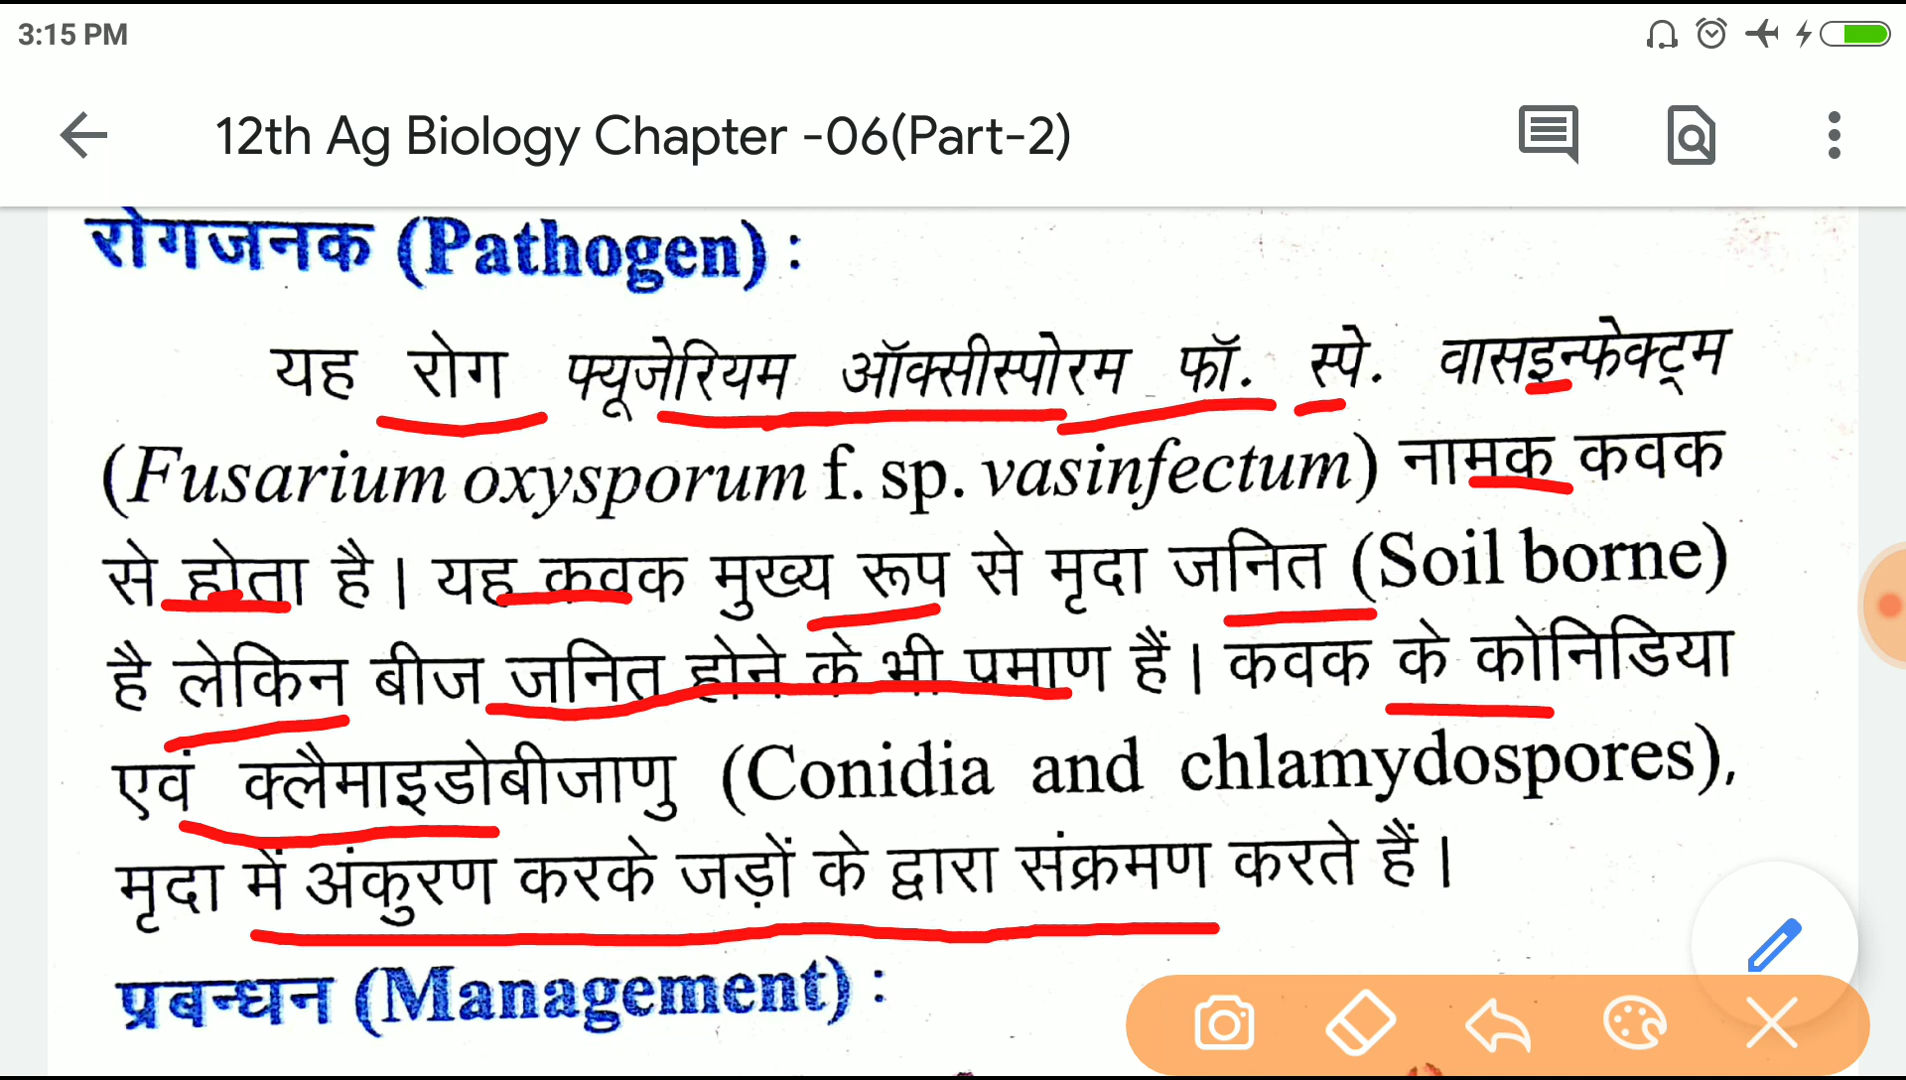 3:15 PM
12th Ag Biology Chapter -06(Part-2)
रोगजनक (Pathogen) :
यह रोग फ्यूजेरियम ऑक्सीस्पोरम फॉ. स्पे. वासइन्फेक्ट्म
(Fusarium oxysporum f. sp. vasinfectum) नामक कवक
से होता है। यह कवक मुख्य रूप से मृदा जनित (Soil borne)
है लेकिन बीज जनित होने के भी प्रमाण हैं। कवक के कोनिडिया
एवं क्लैमाइडोबीजाणु (Conidia and chlamydospores),
मृदा में अंकुरण करके जड़ों के द्वारा संक्रमण करते हैं।
प्रबन्धन (Management) :